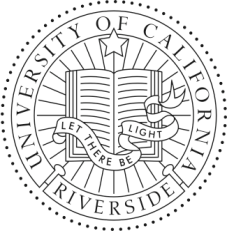 UNIVERSITY OF CALIFORNIA
LET THERE BE LIGHT
RIVERSIDE